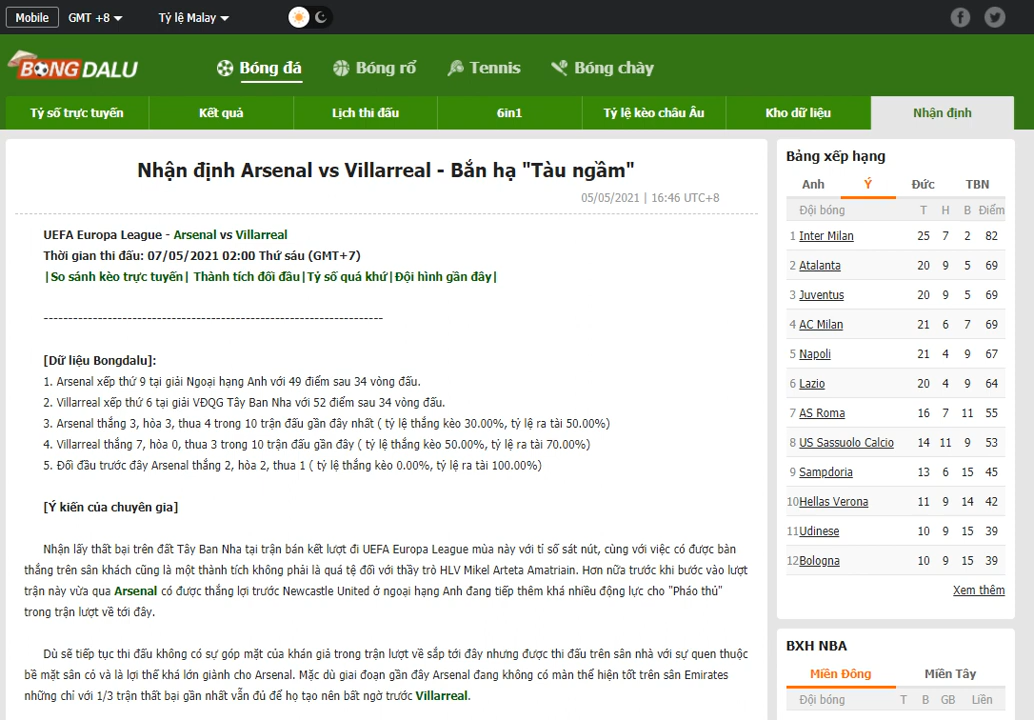 Mobile GMT +8 Tỷ lệ Malay
BONG DALU Bóng đá Bóng rổ Tennis Bóng chày
Tỷ số trực tuyến Kết quả Lịch thi đấu 6in1 Tỷ lệ kèo châu Âu Kho dữ liệu Nhận định
Nhận định Arsenal vs Villarreal - Bắn hạ "Tàu ngầm"
05/05/2021 | 16:46 UTC+8
UEFA Europa League - Arsenal vs Villarreal
Thời gian thi đấu: 07/05/2021 02:00 Thứ sáu (GMT+7)
|So sánh kèo trực tuyến| Thành tích đối đầu|Tỷ số quá khứ|Đội hình gần đây|
--------------------------------------------------------------------
[Dữ liệu Bongdalu]:
1. Arsenal xếp thứ 9 tại giải Ngoại hạng Anh với 49 điểm sau 34 vòng đấu.
2. Villarreal xếp thứ 6 tại giải VĐQG Tây Ban Nha với 52 điểm sau 34 vòng đấu.
3. Arsenal thắng 3, hòa 3, thua 4 trong 10 trận đấu gần đây nhất ( tỷ lệ thắng kèo 30.00%, tỷ lệ ra tài 50.00%)
4. Villarreal thắng 7, hòa 0, thua 3 trong 10 trận đấu gần đây ( tỷ lệ thắng kèo 50.00%, tỷ lệ ra tài 70.00%)
5. Đối đầu trước đây Arsenal thắng 2, hòa 2, thua 1 ( tỷ lệ thắng kèo 0.00%, tỷ lệ ra tài 100.00%)
[Ý kiến của chuyên gia]
Nhận lấy thất bại trên đất Tây Ban Nha tại trận bán kết lượt đi UEFA Europa League mùa này với tỉ số sát nút, cùng với việc có được bàn
thắng trên sân khách cũng là một thành tích không phải là quá tệ đối với thầy trò HLV Mikel Arteta Amatriain. Hơn nữa trước khi bước vào lượt
trận này vừa qua Arsenal có được thắng lợi trước Newcastle United ở ngoại hạng Anh đang tiếp thêm khá nhiều động lực cho "Pháo thủ"
trong trận lượt về tới đây.
Dù sẽ tiếp tục thi đấu không có sự góp mặt của khán giả trong trận lượt về sắp tới đây nhưng được thi đấu trên sân nhà với sự quen thuộc
bề mặt sân cỏ và là lợi thế khá lớn giành cho Arsenal. Mặc dù giai đoạn gần đây Arsenal đang không có màn thể hiện tốt trên sân Emirates
những chỉ với 1/3 trận thất bại gần nhất vẫn đủ để họ tạo nên bất ngờ trước Villarreal.
Bảng xếp hạng
Anh Ý Đức TBN
Đội bóng T H B Điểm
1 Inter Milan 25 7 2 82
2 Atalanta 20 9 5 69
3 Juventus 20 9 5 69
4 AC Milan 21 6 7 69
5 Napoli 21 4 9 67
6 Lazio 20 4 9 64
7 AS Roma 16 7 11 55
8 US Sassuolo Calcio 14 11 9 53
9 Sampdoria 13 6 15 45
10 Hellas Verona 11 9 14 42
11 Udinese 10 9 15 39
12 Bologna 10 9 15 39
Xem thêm
BXH NBA
Miền Đông Miền Tây
Đội bóng T B GB Liền